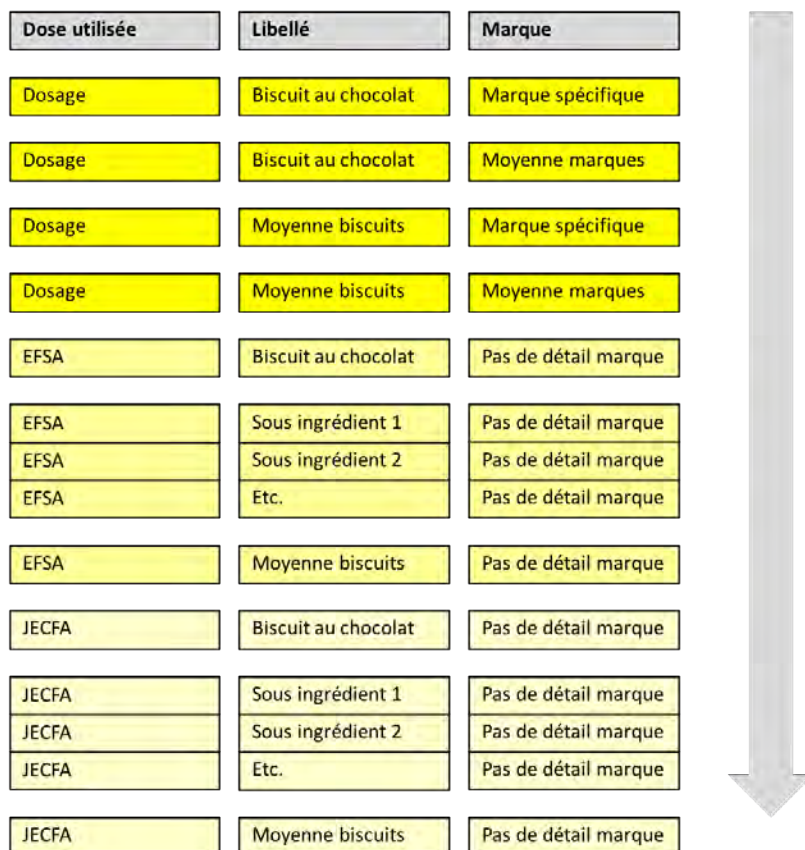 Dose utilisée Libellé Marque
Dosage Biscuit au chocolat Marque spécifique
Dosage Biscuit au chocolat Moyenne marques
Dosage Moyenne biscuits Marque spécifique
Dosage Moyenne biscuits Moyenne marques
EFSA Biscuit au chocolat Pas de détail marque
EFSA Sous ingrédient 1 Pas de détail marque
EFSA Sous ingrédient 2 Pas de détail marque
EFSA Etc. Pas de détail marque
EFSA Moyenne biscuits Pas de détail marque
JECFA Biscuit au chocolat Pas de détail marque
JECFA Sous ingrédient 1 Pas de détail marque
JECFA Sous ingrédient 2 Pas de détail marque
JECFA Etc. Pas de détail marque
JECFA Moyenne biscuits Pas de détail marque